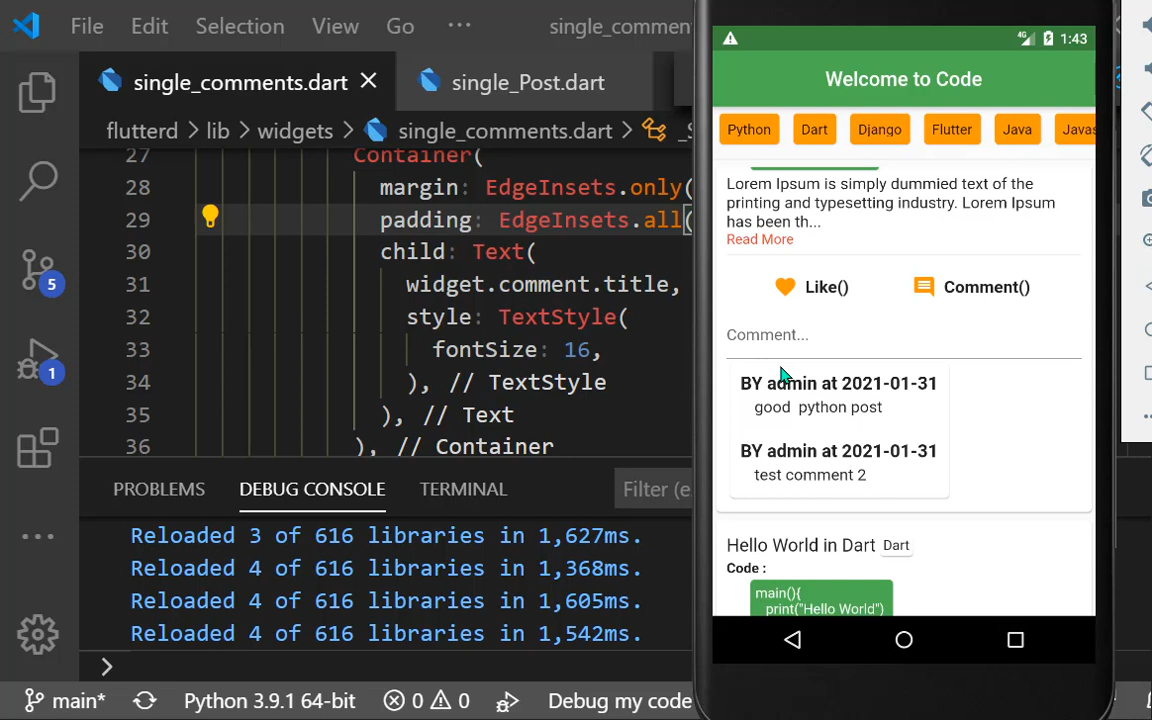 File Edit Selection View Go ··· single_comme
single_comments.dart single_Post.dart
flutterd > lib > widgets > single_comments.dart >
27 Container(
28 margin: EdgeInsets.only(
29 padding: EdgeInsets.all(
30 child: Text(
31 widget.comment.title,
32 style: TextStyle(
33 fontSize: 16,
34 ), // TextStyle
35 ), // Text
36 ), // Container
5
1
PROBLEMS DEBUG CONSOLE TERMINAL Filter (e
Reloaded 3 of 616 libraries in 1,627ms.
Reloaded 4 of 616 libraries in 1,368ms.
Reloaded 4 of 616 libraries in 1,605ms.
Reloaded 4 of 616 libraries in 1,542ms.
>
main* Python 3.9.1 64-bit 0 0 Debug my code
4G 1:43
Welcome to Code
Python Dart Django Flutter Java Javas
Lorem Ipsum is simply dummied text of the
printing and typesetting industry. Lorem Ipsum
has been th...
Read More
Like() Comment()
Comment...
BY admin at 2021-01-31
good python post
BY admin at 2021-01-31
test comment 2
Hello World in Dart Dart
Code :
main(){
print("Hello World")